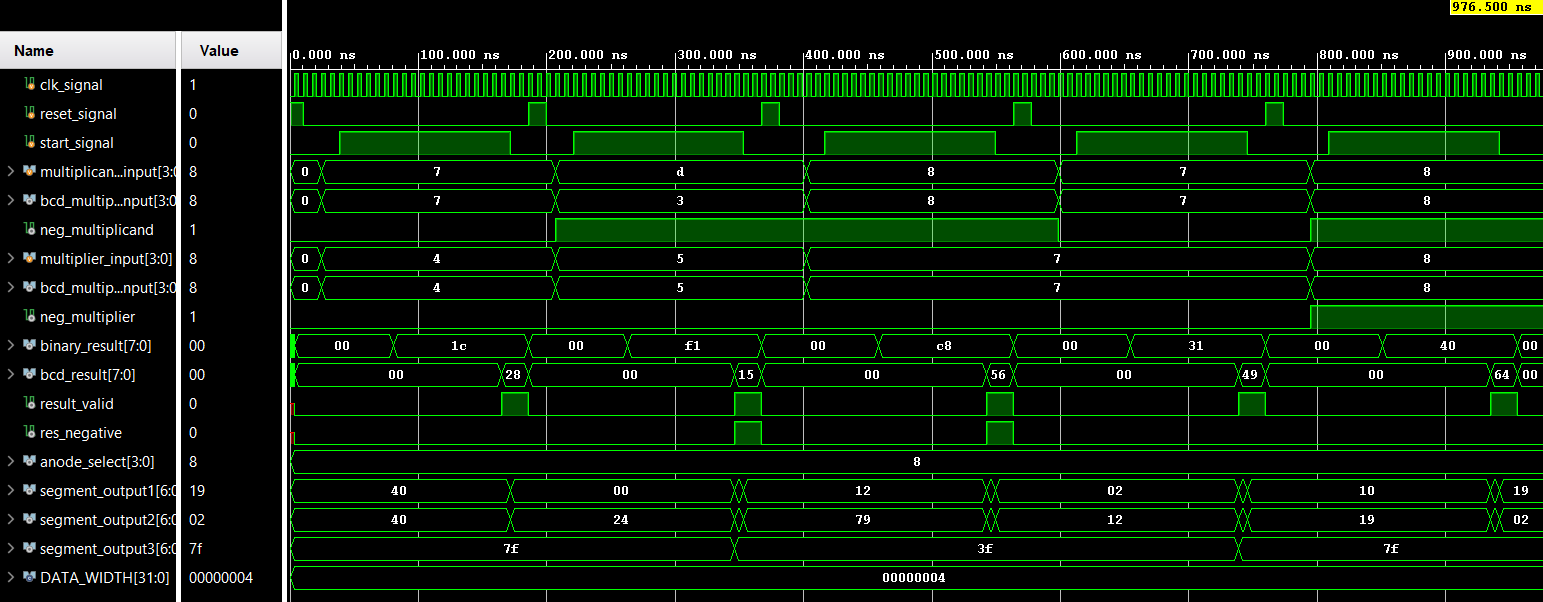 976.500 ns
Name Value
0.000 ns 100.000 ns 200.000 ns 300.000 ns 400.000 ns 500.000 ns 600.000 ns 700.000 ns 800.000 ns 900.000 ns
clk_signal 1
reset_signal 0
start_signal 0
multiplican...input[3:0 8 0 7 d 8 7 8
bcd_multip...nput[3:0 8 0 7 3 8 7 8
neg_multiplicand 1
multiplier_input[3:0] 8 0 4 5 7 8
bcd_multip...nput[3:0 8 0 4 5 7 8
neg_multiplier 1
binary_result[7:0] 00 00 1c 00 f1 00 c8 00 31 00 40 00
bcd_result[7:0] 00 00 28 00 15 00 56 00 49 00 64 00
result_valid 0
res_negative 0
anode_select[3:0] 8 8
segment_output1[6:0 19 40 00 12 02 10 19
segment_output2[6:0 02 40 24 79 12 19 02
segment_output3[6:0 7f 7f 3f 7f
DATA_WIDTH[31:0] 00000004 00000004